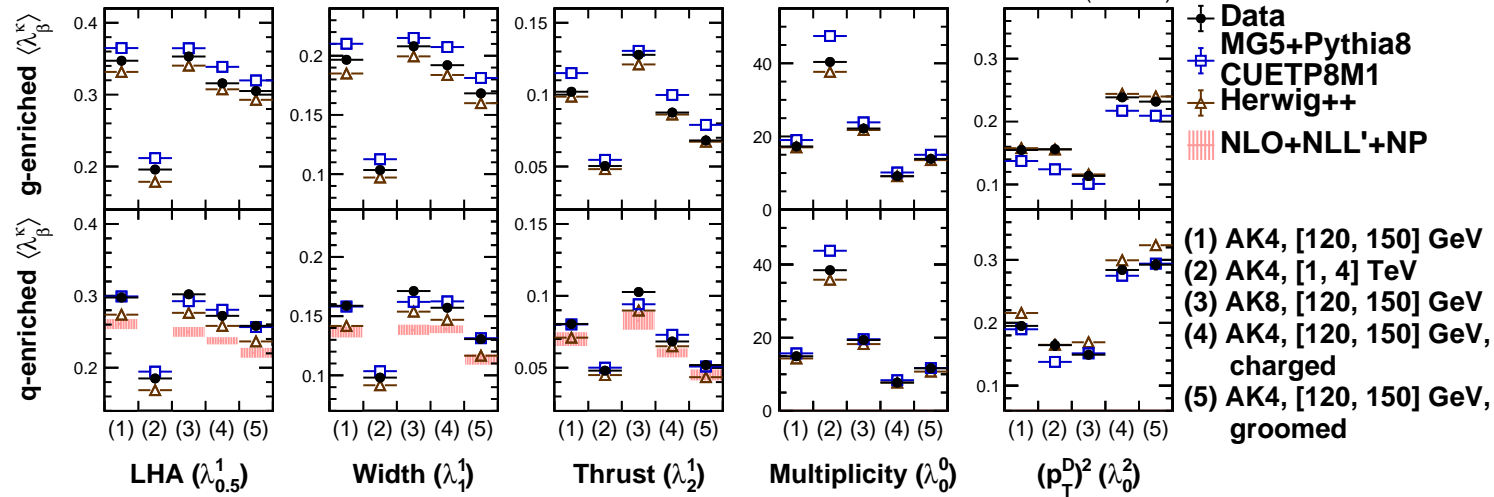 g-enriched ⟨λ_β^κ⟩
0.4
0.3
0.2
0.2
0.1
0.15
0.1
0.05
40
20
0
0.3
0.2
0.1
Data
MG5+Pythia8
CUETP8M1
Herwig++
NLO+NLL'+NP
q-enriched ⟨λ_β^κ⟩
0.4
0.3
0.2
0.2
0.15
0.1
0.15
0.1
0.05
40
20
0
0.3
0.2
0.1
(1) AK4, [120, 150] GeV
(2) AK4, [1, 4] TeV
(3) AK8, [120, 150] GeV
(4) AK4, [120, 150] GeV,
charged
(5) AK4, [120, 150] GeV,
groomed
(1) (2) (3) (4) (5)
(1) (2) (3) (4) (5)
(1) (2) (3) (4) (5)
(1) (2) (3) (4) (5)
(1) (2) (3) (4) (5)
LHA (λ^1_0.5)
Width (λ^1_1)
Thrust (λ^1_2)
Multiplicity (λ^0_0)
(p_T^D)² (λ^2_0)